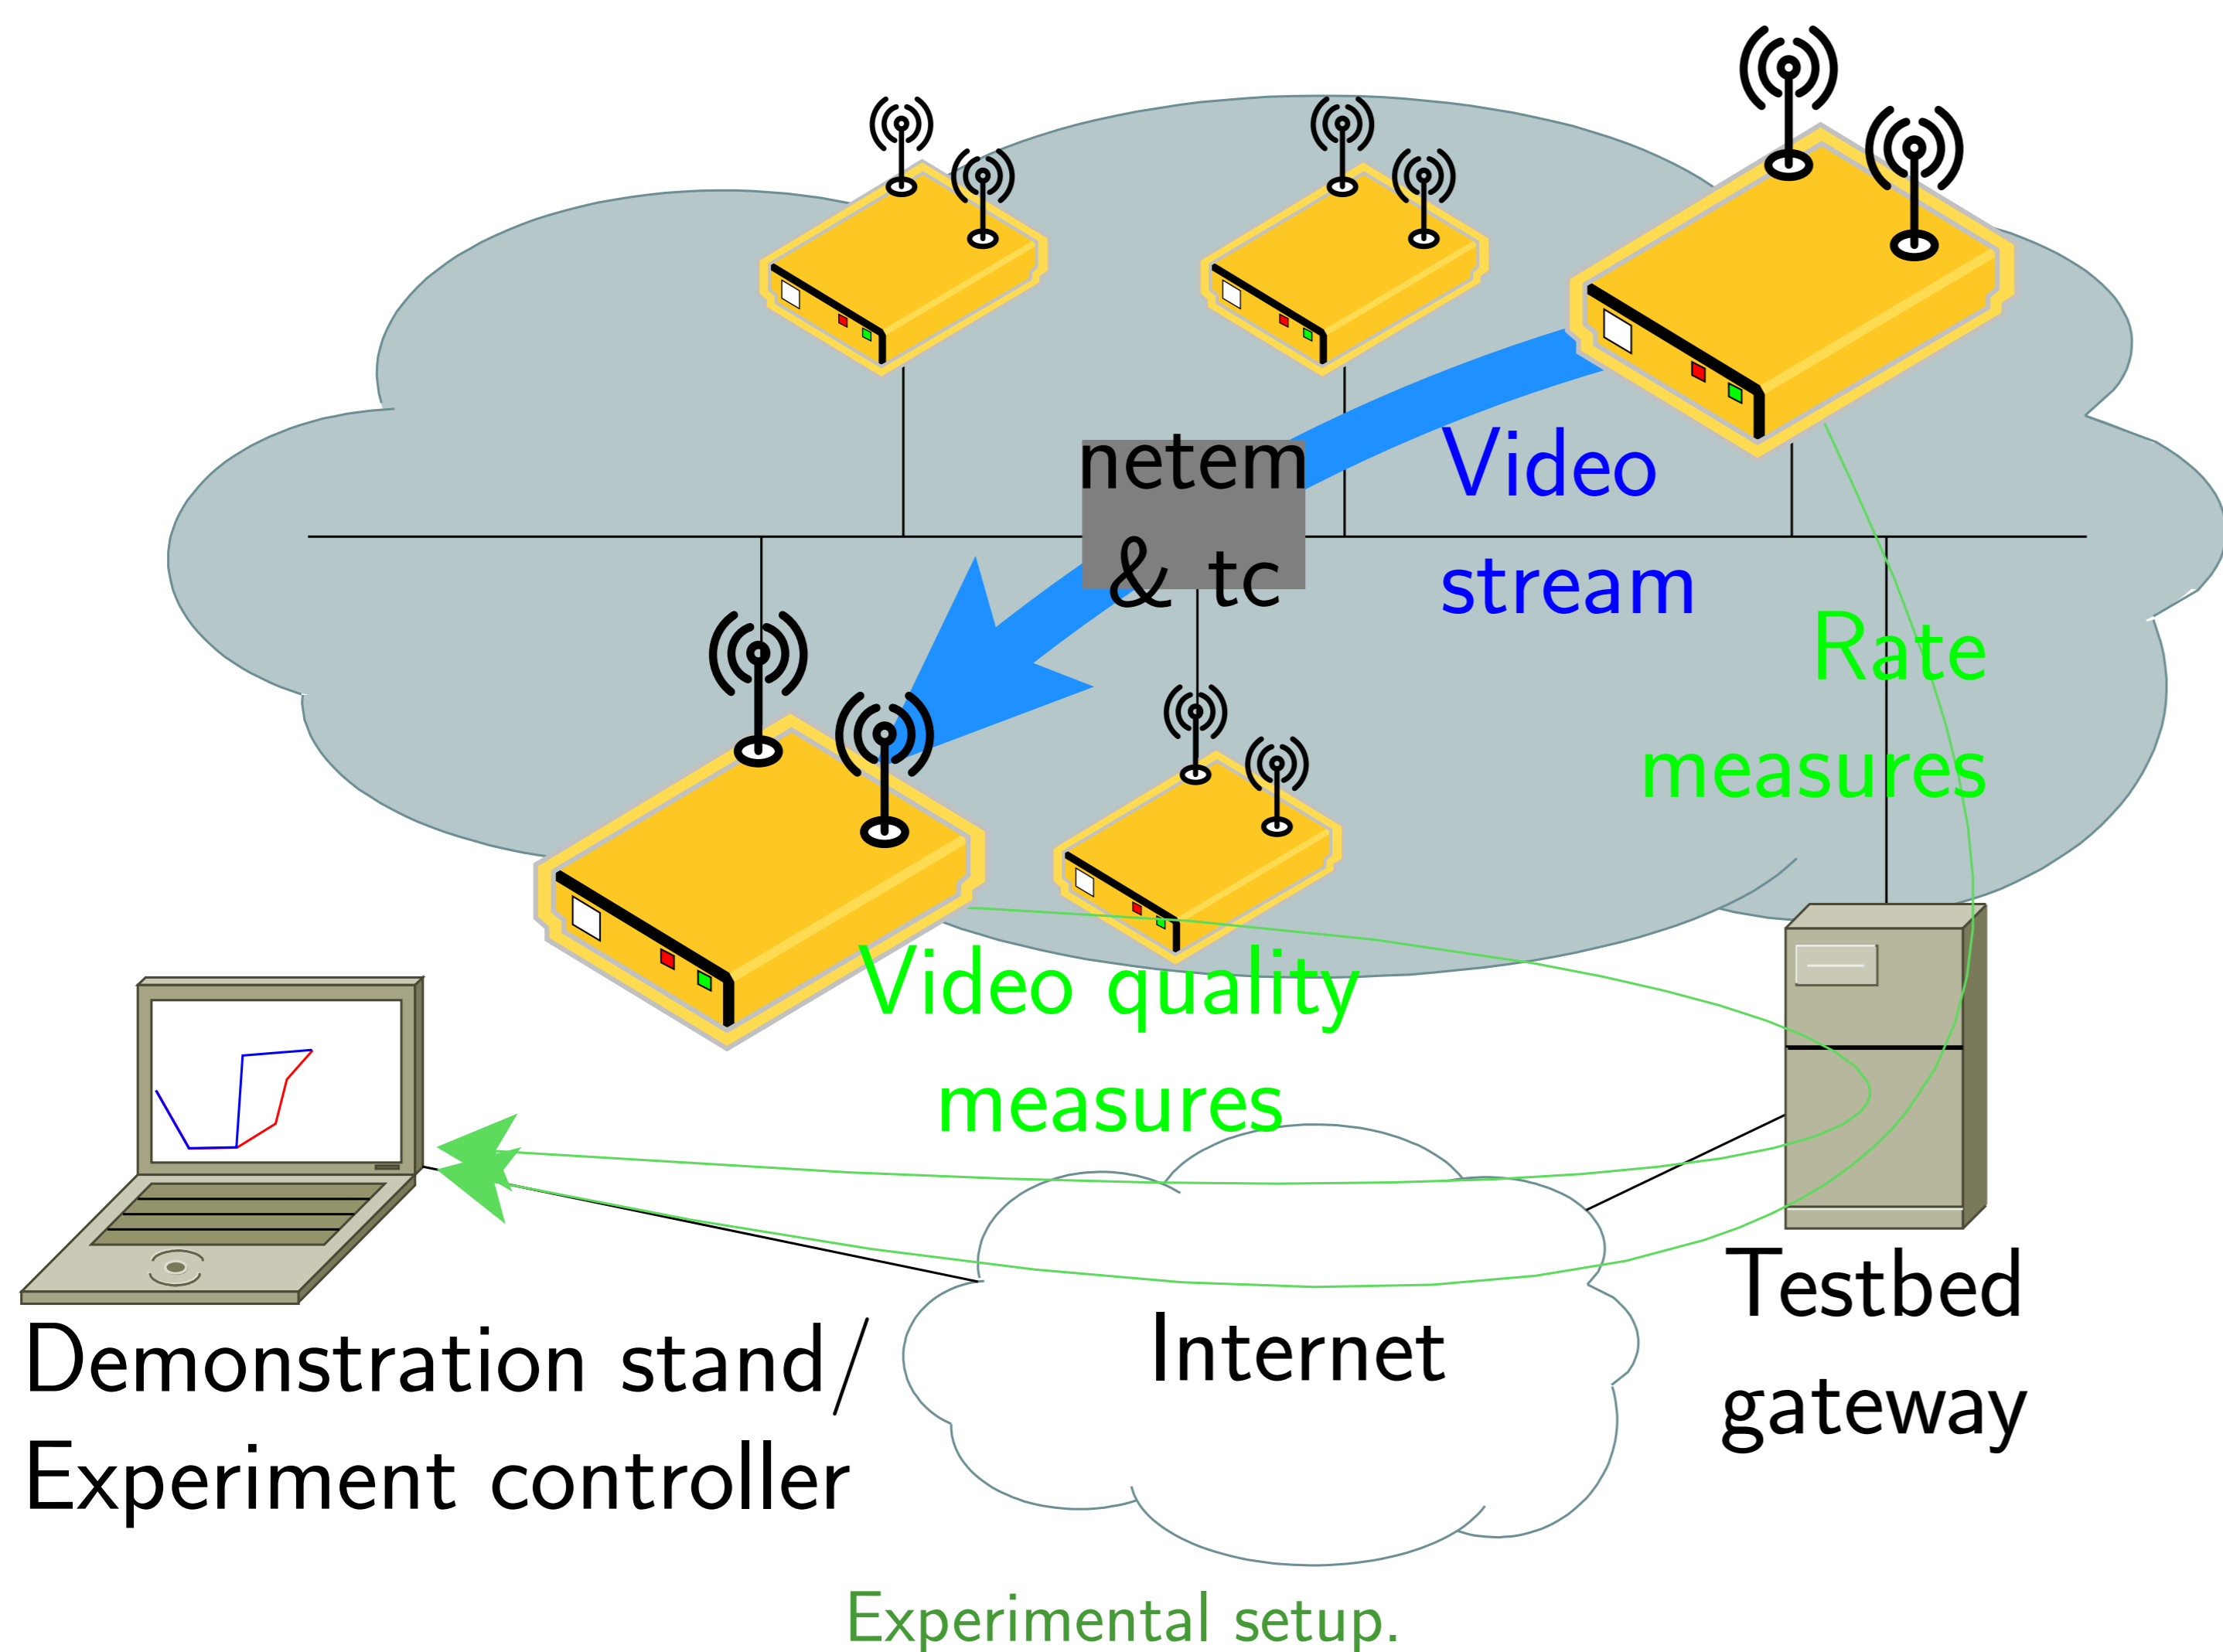 netem
& tc
Video
stream
Rate
measures
Video quality
measures
Demonstration stand/
Experiment controller
Internet
Testbed
gateway
Experimental setup.